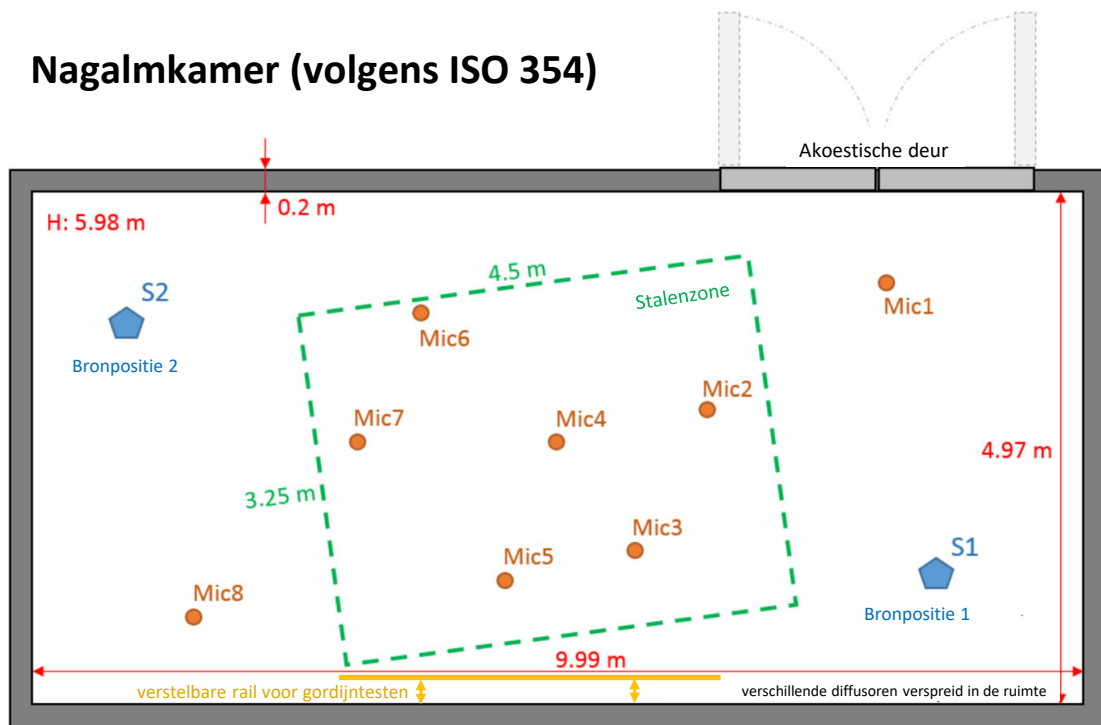 Nagalmkamer (volgens ISO 354)
Akoestische deur
0.2 m
H: 5.98 m
4.5 m
Stalenzone
S2
Mic1
Mic6
Bronpositie 2
Mic2
Mic7
Mic4
4.97 m
3.25 m
Mic3
S1
Mic5
Mic8
Bronpositie 1
9.99 m
verstelbare rail voor gordijntesten
verschillende diffusoren verspreid in de ruimte